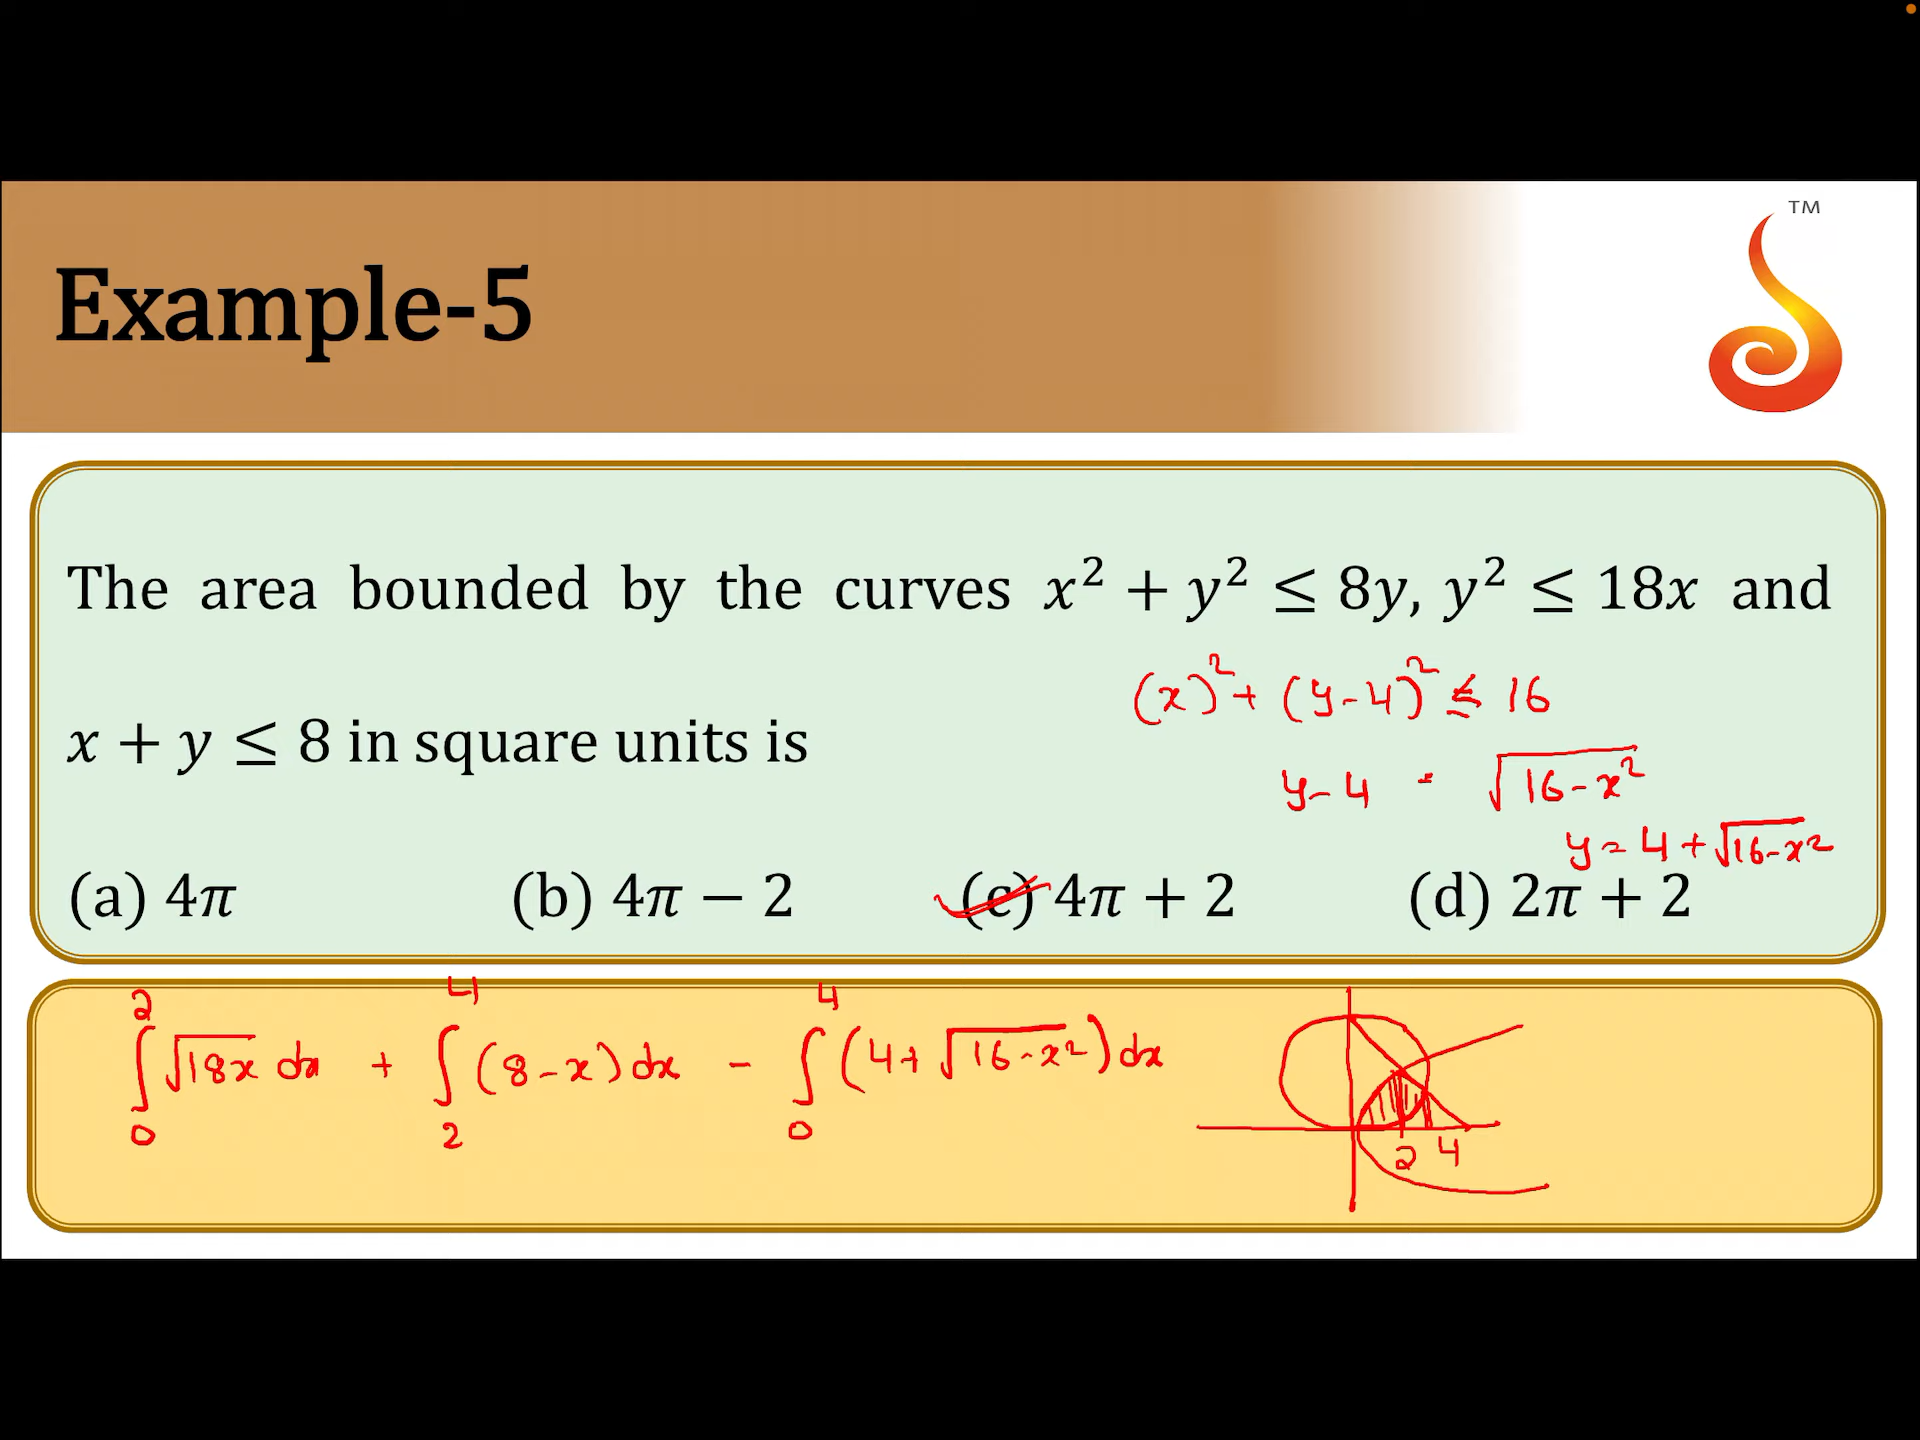 TM
Example-5
The area bounded by the curves x² + y² ≤ 8y, y² ≤ 18x and
(x)² + (y-4)² ≤ 16
x + y ≤ 8 in square units is
y-4 = √(16-x²)
y = 4 + √(16-x²)
(a) 4π (b) 4π − 2 (c) 4π + 2 (d) 2π + 2
∫₀² √18x dx + ∫₂⁴ (8-x) dx - ∫₀⁴ (4+√(16-x²)) dx
2 4